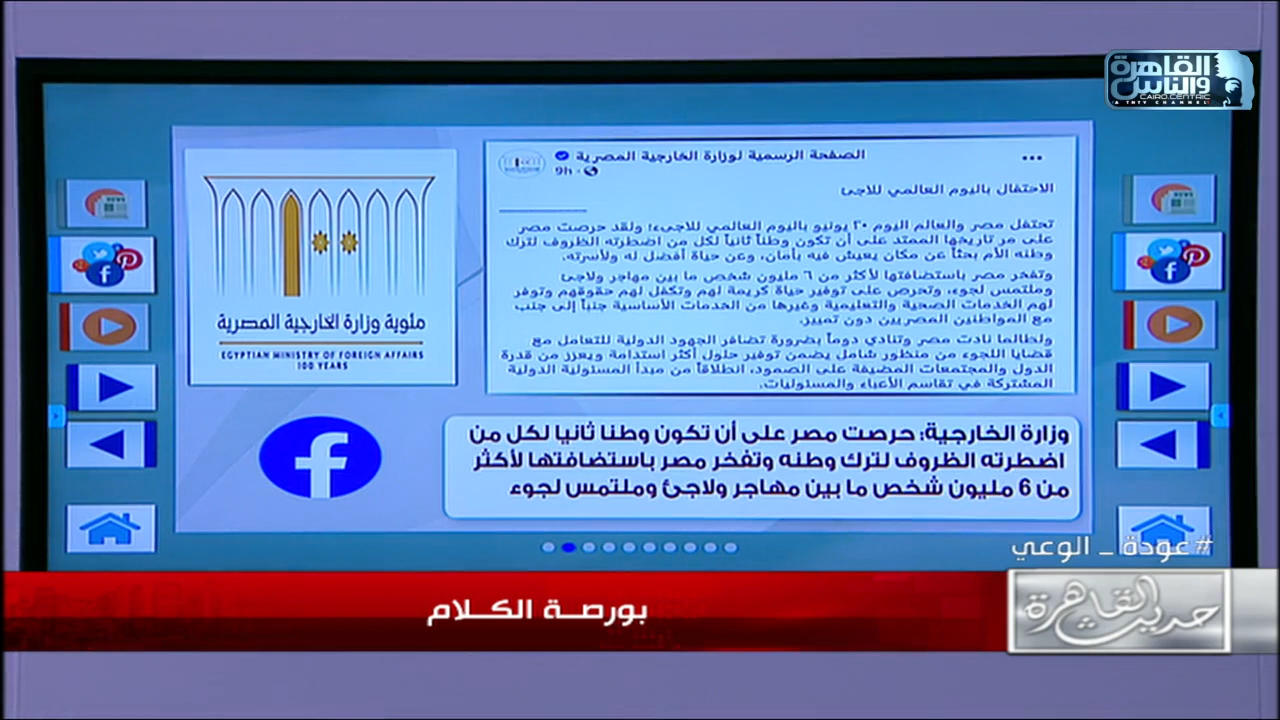 القاهرة
والناس
CAIRO.CENTRIC
A TNTV CHANNEL
الصفحة الرسمية لوزارة الخارجية المصرية
9h
الاحتفال باليوم العالمي للاجئ
تحتفل مصر والعالم اليوم ٢٠ يونيو باليوم العالمي للاجىء! ولقد حرصت مصر
على مر تاريخها الممتد على أن تكون وطناً ثانياً لكل من اضطرته الظروف لترك
وطنه الأم بحثاً عن مكان يعيش فيه بأمان، وعن حياة أفضل له ولأسرته.
وتفخر مصر باستضافتها لأكثر من ٦ مليون شخص ما بين مهاجر ولاجئ
وملتمس لجوء، وتحرص على توفير حياة كريمة لهم وتكفل لهم حقوقهم وتوفر
لهم الخدمات الصحية والتعليمية وغيرها من الخدمات الأساسية جنباً إلى جنب
مع المواطنين المصريين دون تمييز.
ولطالما نادت مصر وتنادي دوماً بضرورة تضافر الجهود الدولية للتعامل مع
قضايا اللجوء من منظور شامل يضمن توفير حلول أكثر استدامة ويعزز من قدرة
الدول والمجتمعات المضيفة على الصمود، انطلاقاً من مبدأ المسئولية الدولية
المشتركة في تقاسم الأعباء والمسئوليات.
مئوية وزارة الخارجية المصرية
EGYPTIAN MINISTRY OF FOREIGN AFFAIRS
100 YEARS
وزارة الخارجية: حرصت مصر على أن تكون وطنا ثانيا لكل من
اضطرته الظروف لترك وطنه وتفخر مصر باستضافتها لأكثر
من 6 مليون شخص ما بين مهاجر ولاجئ وملتمس لجوء
#عودة _ الوعي
حديث القاهرة
بورصة الكلام